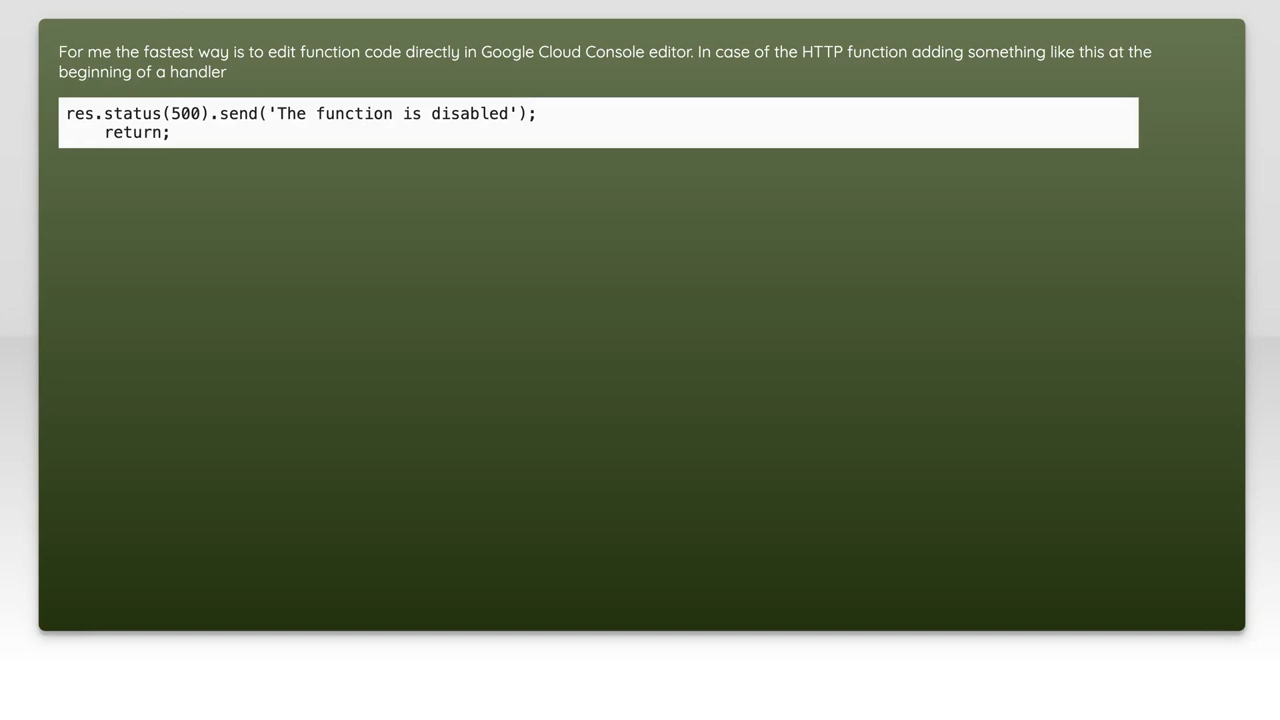 For me the fastest way is to edit function code directly in Google Cloud Console editor. In case of the HTTP function adding something like this at the
beginning of a handler
res.status(500).send('The function is disabled');
    return;